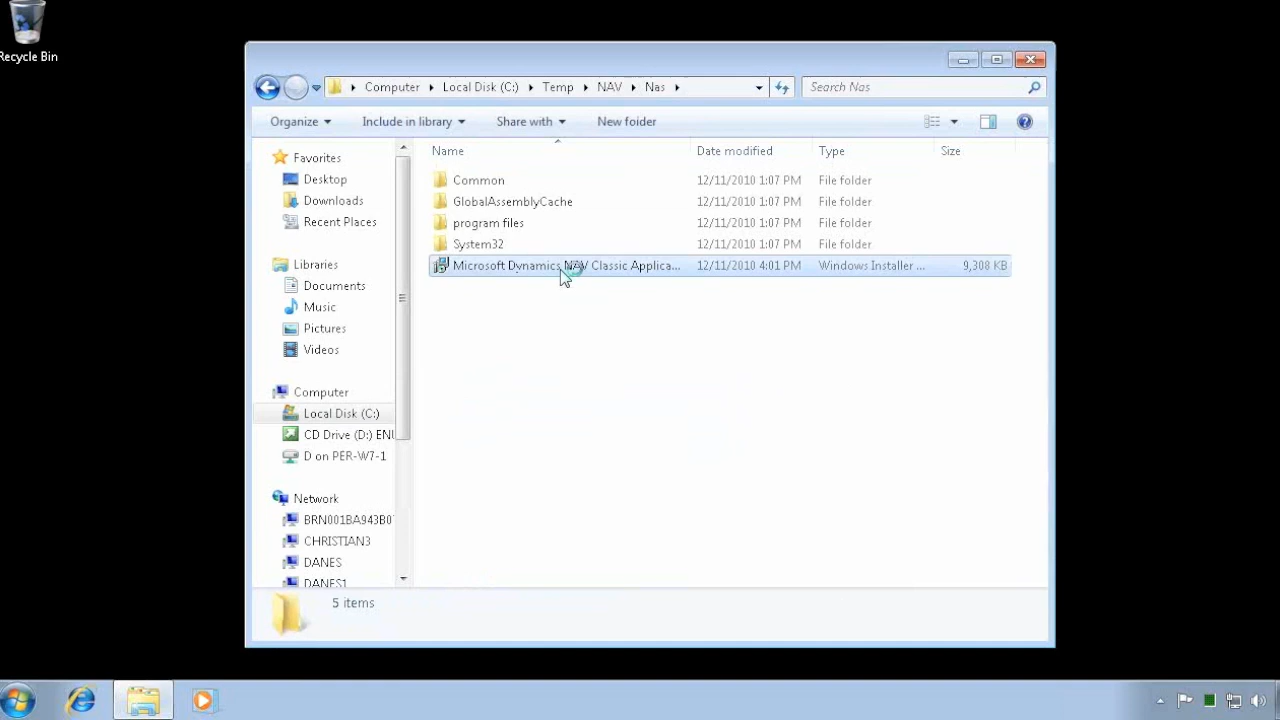 Recycle Bin
Computer Local Disk (C:) Temp NAV Nas
Search Nas
Organize Include in library Share with New folder
Name Date modified Type Size
Favorites
Desktop
Downloads
Recent Places
Libraries
Documents
Music
Pictures
Videos
Computer
Local Disk (C:)
CD Drive (D:) ENU
D on PER-W7-1
Network
BRN001BA943B07
CHRISTIAN3
DANES
DANES1
Common 12/11/2010 1:07 PM File folder
GlobalAssemblyCache 12/11/2010 1:07 PM File folder
program files 12/11/2010 1:07 PM File folder
System32 12/11/2010 1:07 PM File folder
Microsoft Dynamics NAV Classic Applica... 12/11/2010 4:01 PM Windows Installer ... 9,308 KB
5 items